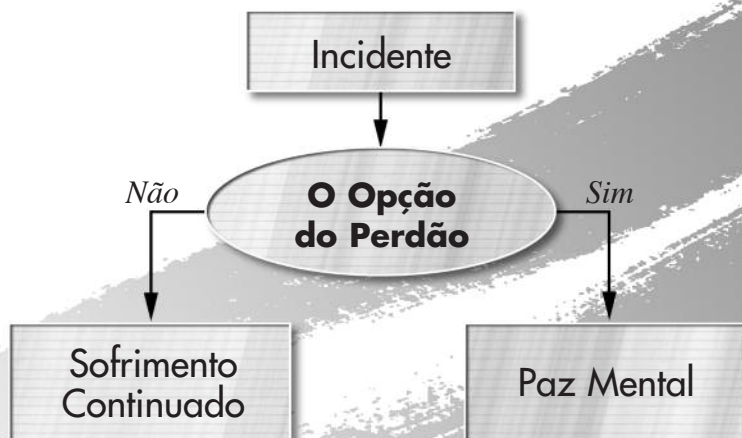 Incidente
Não
O Opção
do Perdão
Sim
Sofrimento
Continuado
Paz Mental